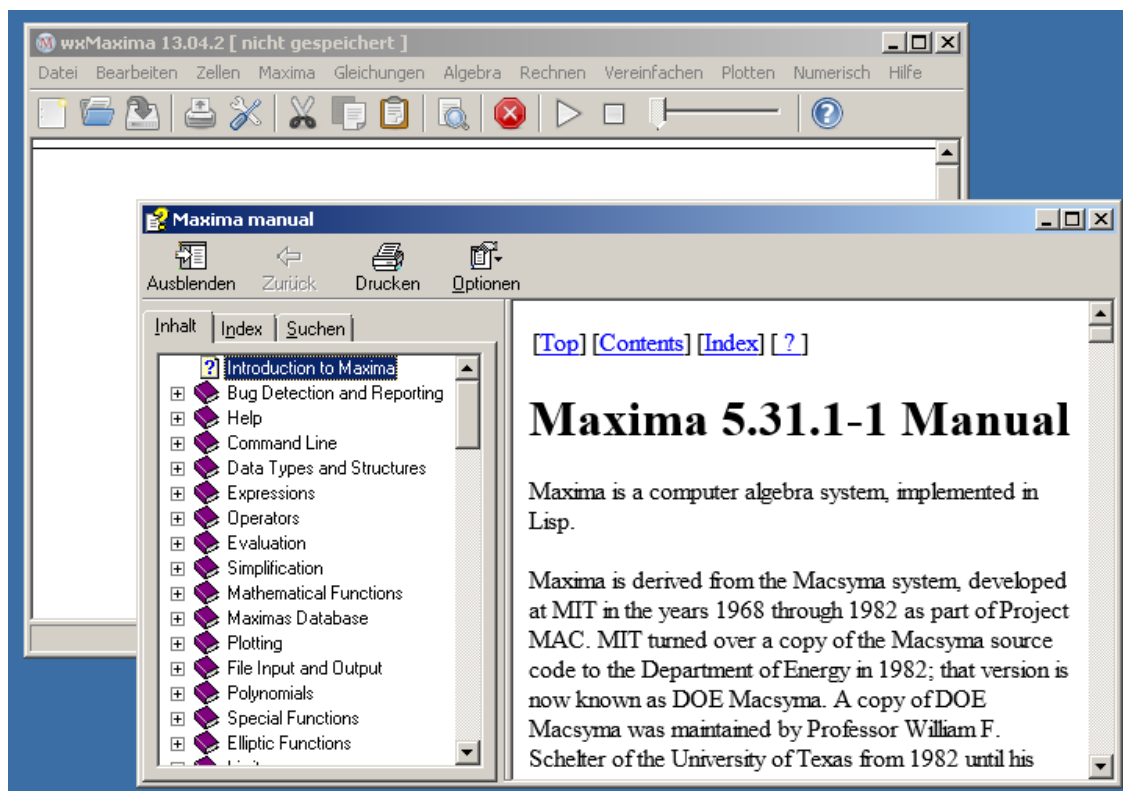 wxMaxima 13.04.2 [ nicht gespeichert ]
Datei Bearbeiten Zellen Maxima Gleichungen Algebra Rechnen Vereinfachen Plotten Numerisch Hilfe
Maxima manual
Ausblenden Zurück Drucken Optionen
Inhalt Index Suchen
Introduction to Maxima
Bug Detection and Reporting
Help
Command Line
Data Types and Structures
Expressions
Operators
Evaluation
Simplification
Mathematical Functions
Maximas Database
Plotting
File Input and Output
Polynomials
Special Functions
Elliptic Functions
[Top] [Contents] [Index] [ ? ]
Maxima 5.31.1-1 Manual
Maxima is a computer algebra system, implemented in
Lisp.
Maxima is derived from the Macsyma system, developed
at MIT in the years 1968 through 1982 as part of Project
MAC. MIT turned over a copy of the Macsyma source
code to the Department of Energy in 1982; that version is
now known as DOE Macsyma. A copy of DOE
Macsyma was maintained by Professor William F.
Schelter of the University of Texas from 1982 until his